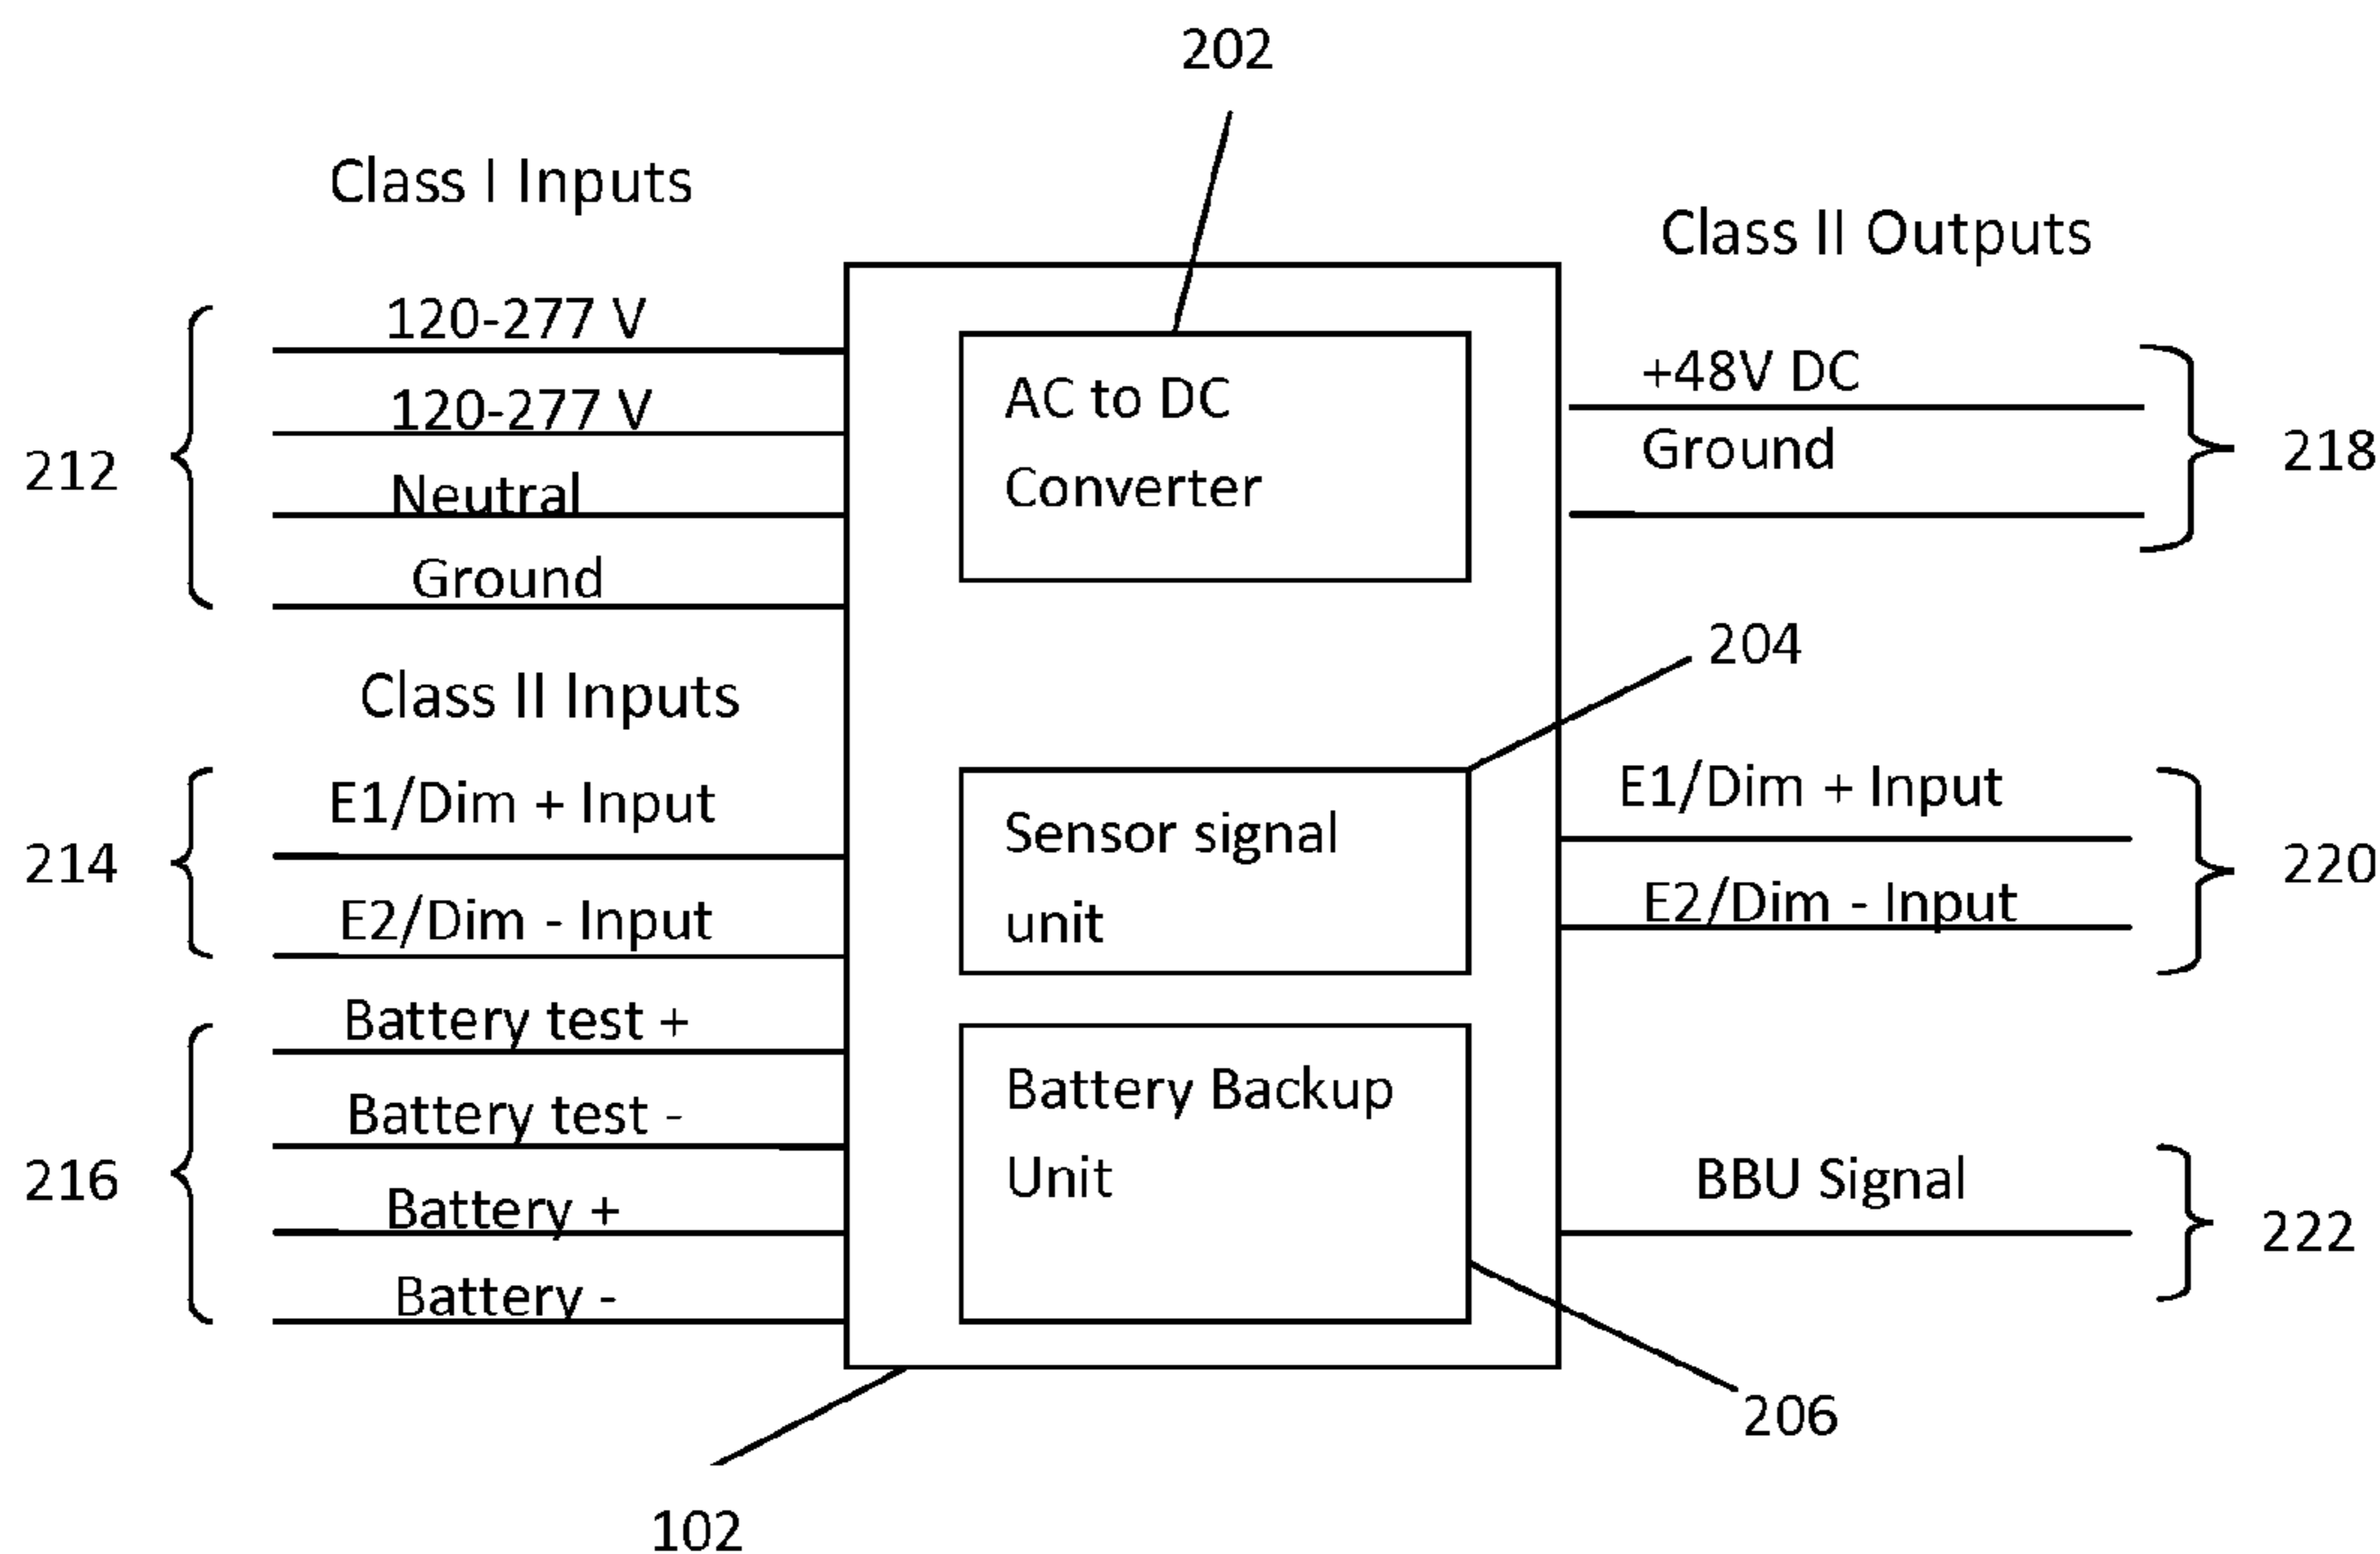 202
Class I Inputs
Class II Outputs
120-277 V
120-277 V
Neutral
Ground
212
AC to DC
Converter
+48V DC
Ground
218
204
Class II Inputs
E1/Dim + Input
E2/Dim - Input
214
Sensor signal
unit
E1/Dim + Input
E2/Dim - Input
220
Battery test +
Battery test -
Battery +
Battery -
216
Battery Backup
Unit
BBU Signal
222
206
102